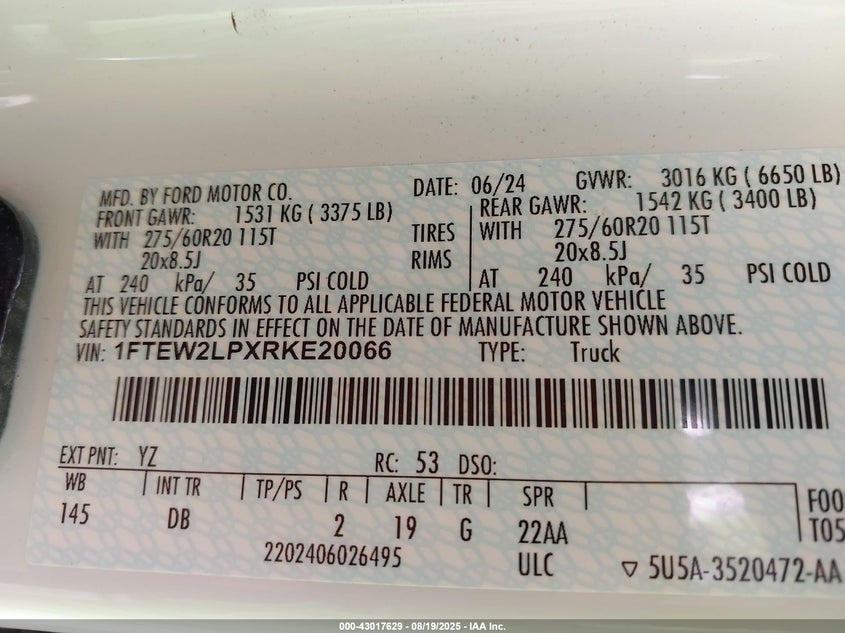 MFD. BY FORD MOTOR CO. DATE: 06/24 GVWR: 3016 KG ( 6650 LB)
FRONT GAWR: 1531 KG ( 3375 LB) REAR GAWR: 1542 KG ( 3400 LB)
WITH 275/60R20 115T TIRES WITH 275/60R20 115T
20x8.5J RIMS 20x8.5J
AT 240 kPa/ 35 PSI COLD AT 240 kPa/ 35 PSI COLD
THIS VEHICLE CONFORMS TO ALL APPLICABLE FEDERAL MOTOR VEHICLE
SAFETY STANDARDS IN EFFECT ON THE DATE OF MANUFACTURE SHOWN ABOVE.
VIN: 1FTEW2LPXRKE20066 TYPE: Truck
EXT PNT: YZ RC: 53 DSO:
WB INT TR TP/PS R AXLE TR SPR F00
145 DB 2 19 G 22AA T05
2202406026495 ULC ▽ 5U5A-3520472-AA
000-43017629 - 08/19/2025 - IAA Inc.